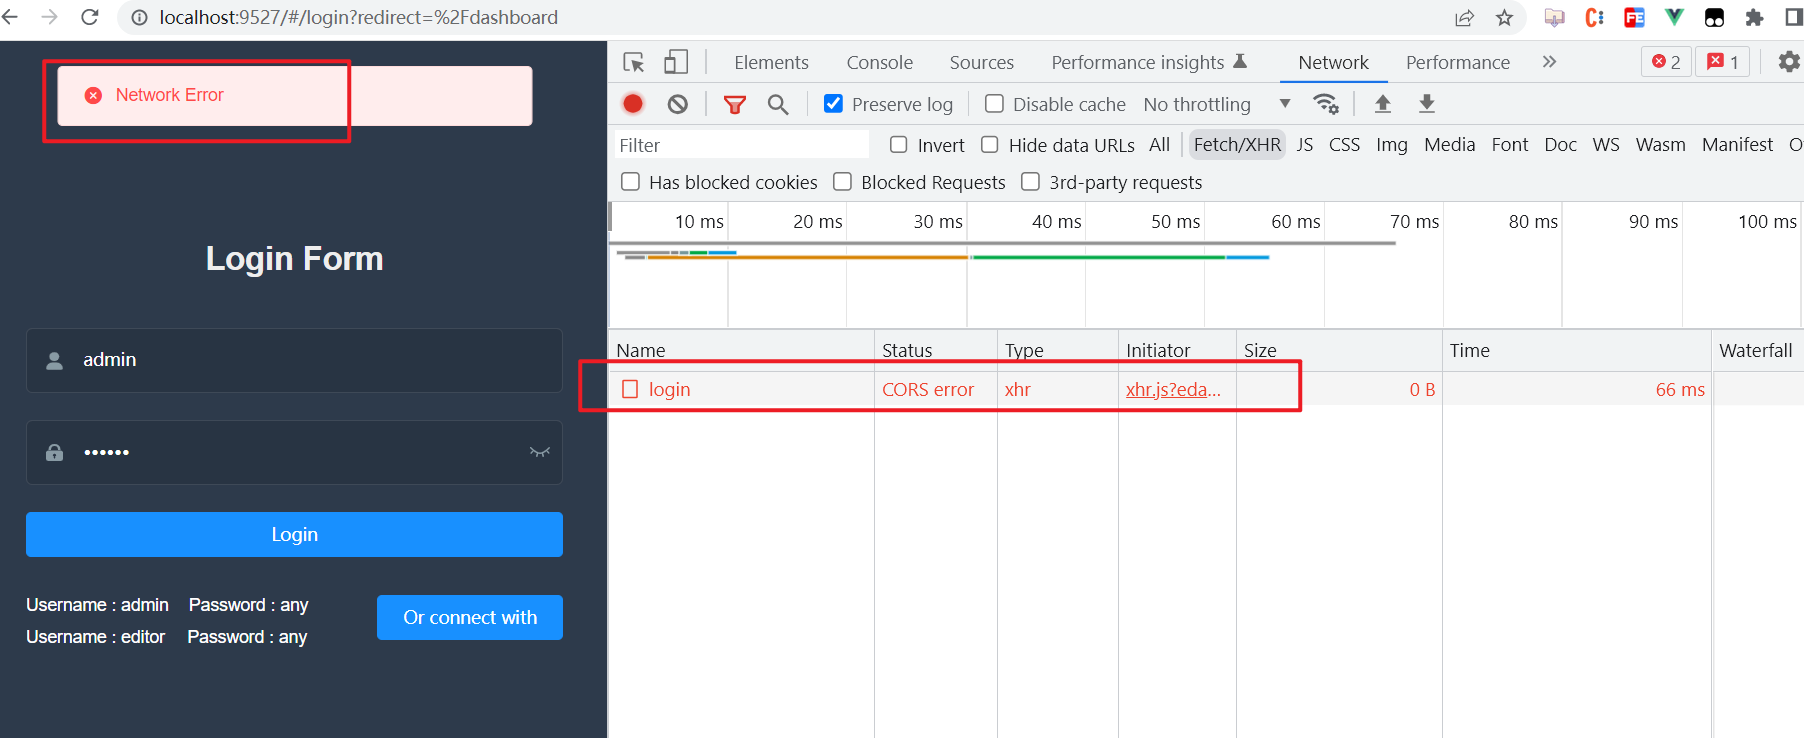 localhost:9527/#/login?redirect=%2Fdashboard
Network Error
Login Form
admin
••••••
Login
Username : admin Password : any
Username : editor Password : any
Or connect with
Elements Console Sources Performance insights Network Performance » 2 1
Preserve log Disable cache No throttling
Filter Invert Hide data URLs All Fetch/XHR JS CSS Img Media Font Doc WS Wasm Manifest O
Has blocked cookies Blocked Requests 3rd-party requests
10 ms 20 ms 30 ms 40 ms 50 ms 60 ms 70 ms 80 ms 90 ms 100 ms
Name Status Type Initiator Size Time Waterfall
login CORS error xhr xhr.js?eda... 0 B 66 ms